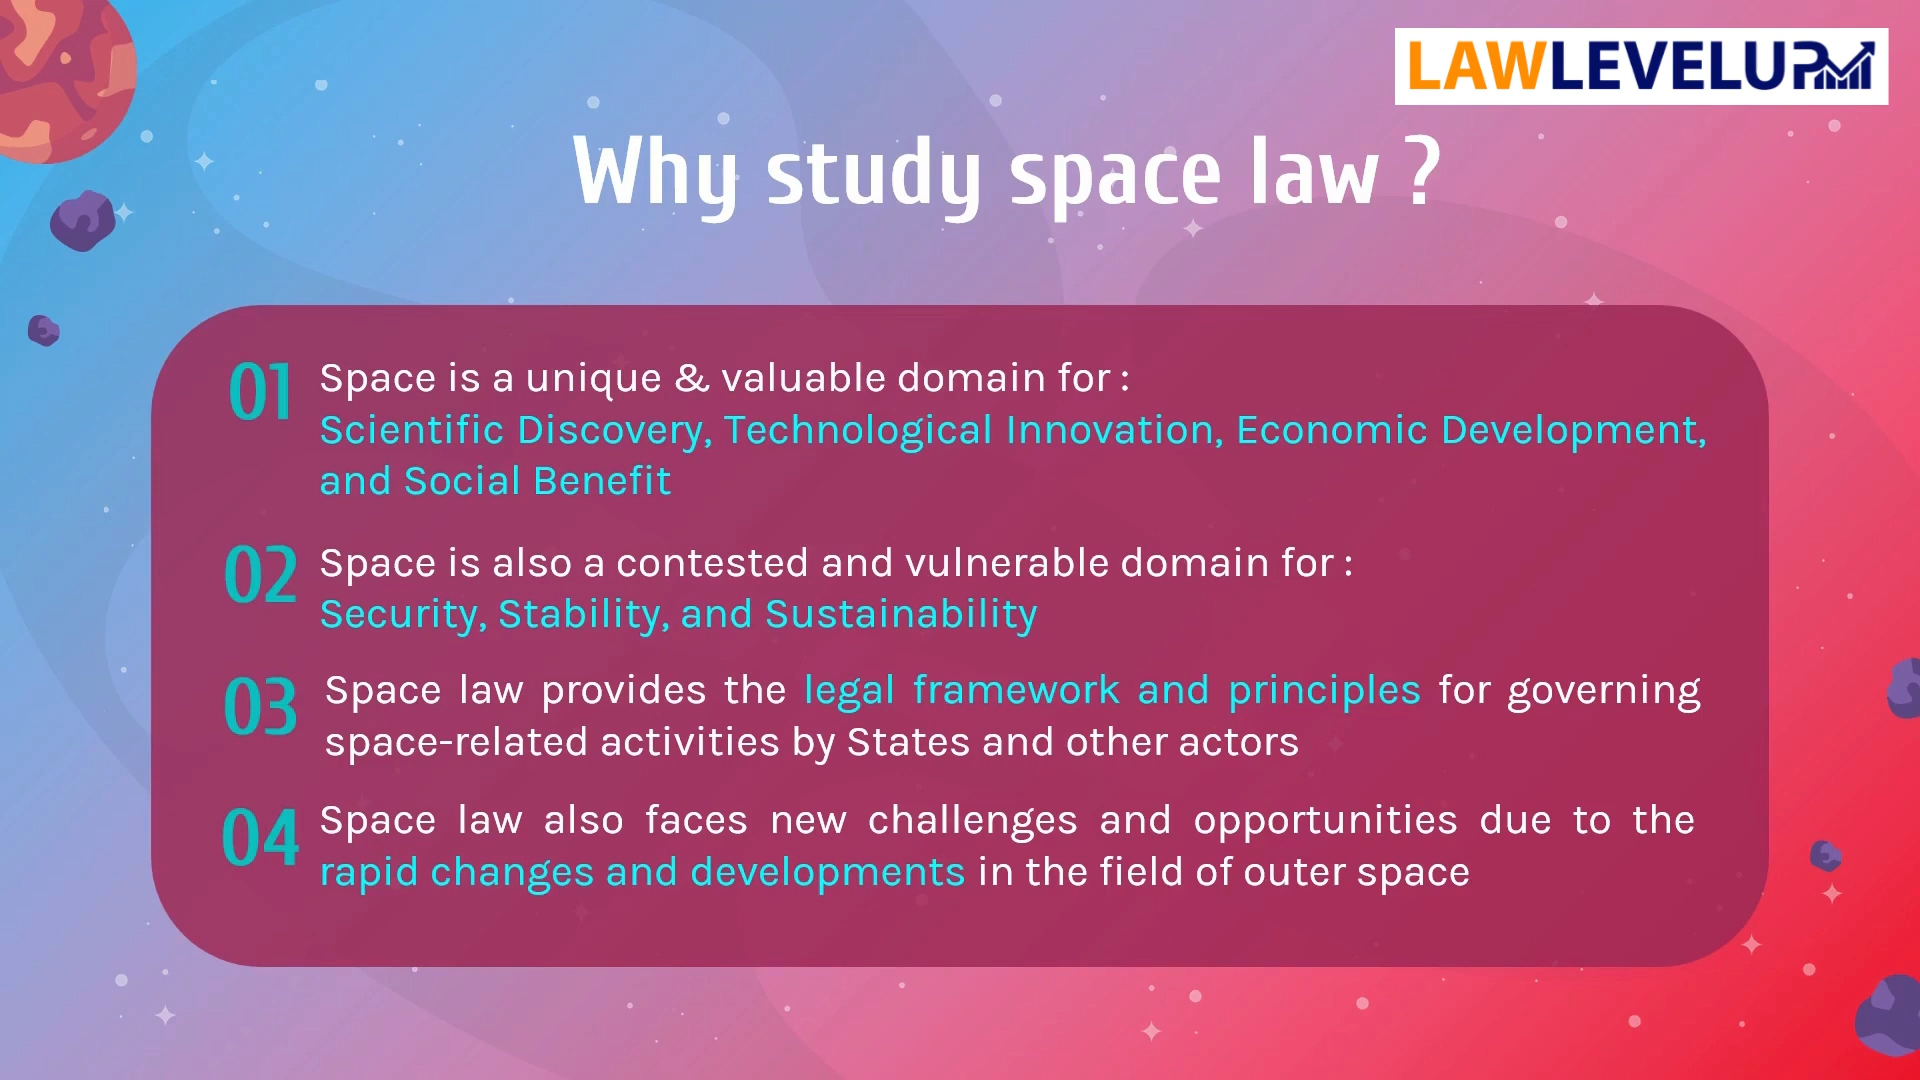 LAWLEVELUP
Why study space law ?
01 Space is a unique & valuable domain for :
Scientific Discovery, Technological Innovation, Economic Development,
and Social Benefit
02 Space is also a contested and vulnerable domain for :
Security, Stability, and Sustainability
03 Space law provides the legal framework and principles for governing
space-related activities by States and other actors
04 Space law also faces new challenges and opportunities due to the
rapid changes and developments in the field of outer space